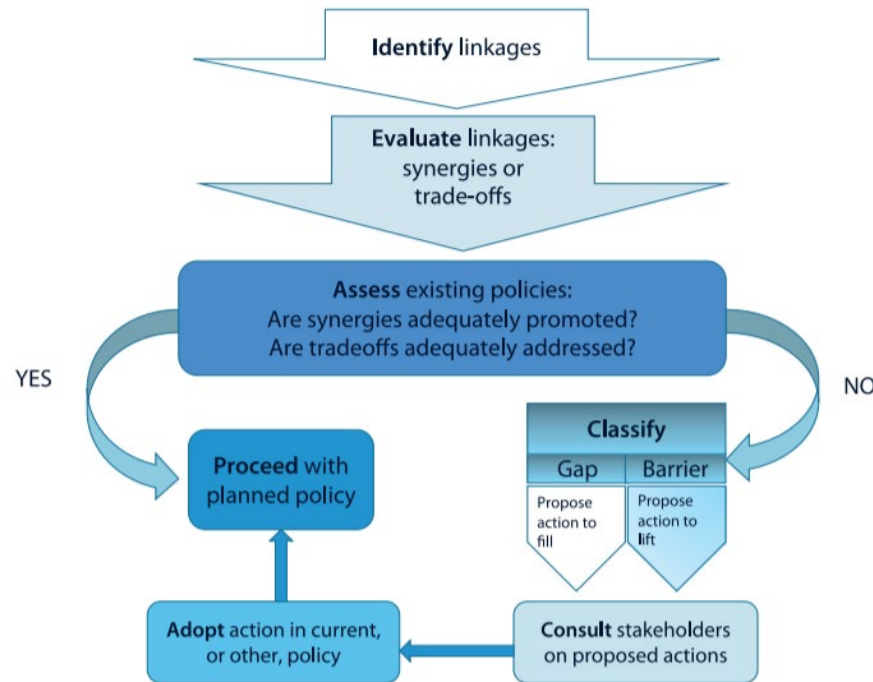 Identify linkages
Evaluate linkages:
synergies or
trade-offs
Assess existing policies:
Are synergies adequately promoted?
Are tradeoffs adequately addressed?
YES
NO
Classify
Gap
Barrier
Propose
action to
fill
Propose
action to
lift
Proceed with
planned policy
Adopt action in current,
or other, policy
Consult stakeholders
on proposed actions